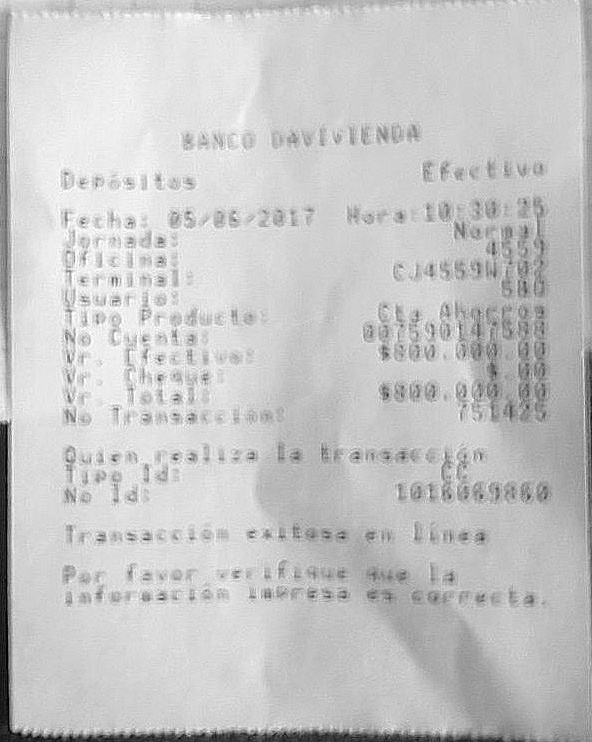 BANCO DAVIVIENDA
Depósitos Efectivo
Fecha: 05/06/2017 Hora:10:30:25
Jornada: Normal
Oficina: 4559
Terminal: CJ4559W702
Usuario: 580
Tipo Producto: Cta Ahorros
No Cuenta: 007590147588
Vr. Efectivo: $800.000.00
Vr. Cheque: $.00
Vr. Total: $800.000.00
No Transacción: 751425
Quien realiza la transacción
Tipo Id: CC
No Id: 1016069860
Transacción exitosa en línea
Por favor verifique que la
información impresa es correcta.